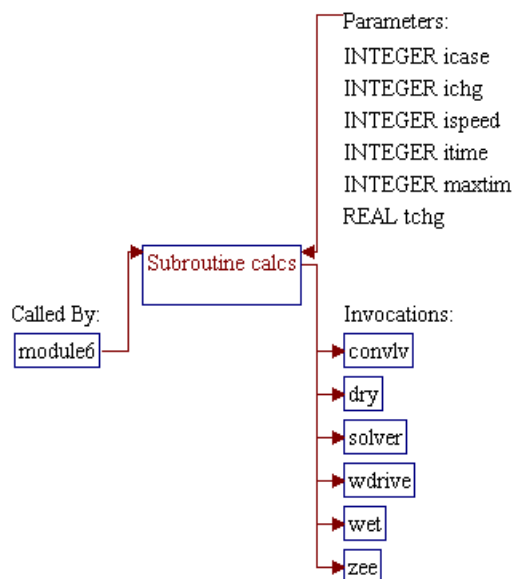 Parameters:
INTEGER icase
INTEGER ichg
INTEGER ispeed
INTEGER itime
INTEGER maxtim
REAL tchg
Subroutine calcs
Called By:
module6
Invocations:
convlv
dry
solver
wdrive
wet
zee